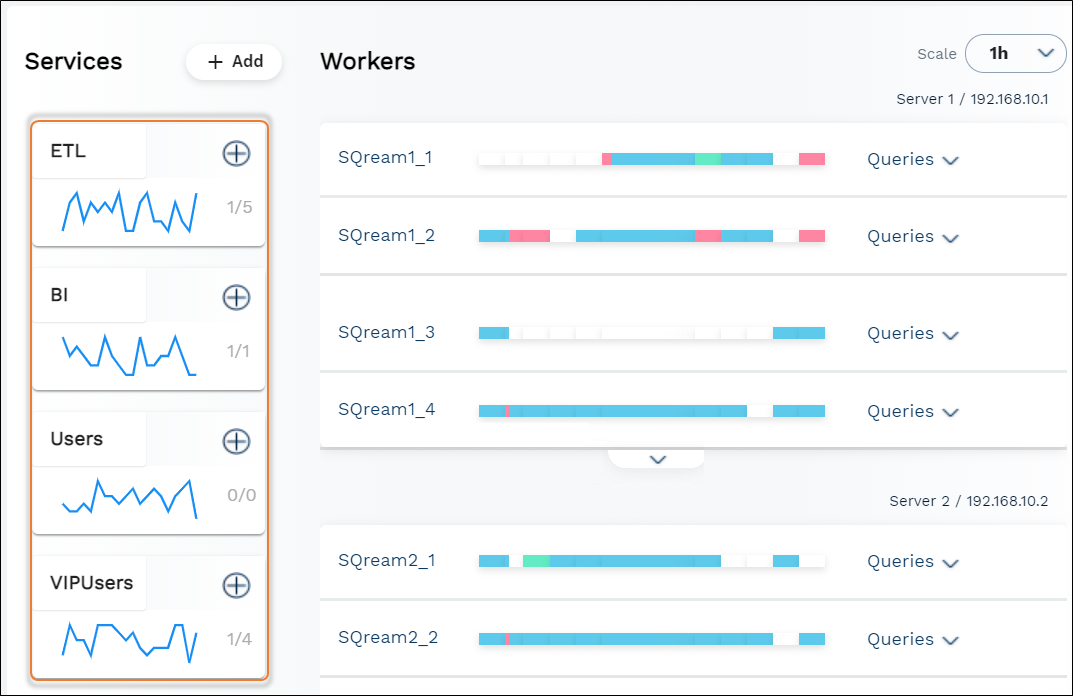 Services
+ Add
ETL
1/5
BI
1/1
Users
0/0
VIPUsers
1/4
Workers
Scale 1h
Server 1 / 192.168.10.1
SQream1_1 Queries
SQream1_2 Queries
SQream1_3 Queries
SQream1_4 Queries
Server 2 / 192.168.10.2
SQream2_1 Queries
SQream2_2 Queries